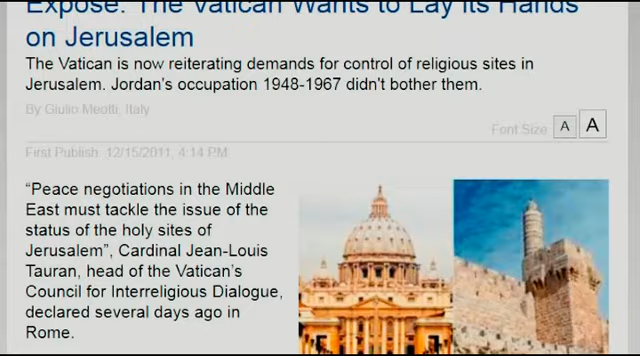 Expose: The Vatican Wants to Lay its Hands
on Jerusalem
The Vatican is now reiterating demands for control of religious sites in
Jerusalem. Jordan's occupation 1948-1967 didn't bother them.
By Giulio Meotti, Italy
Font Size A A
First Publish: 12/15/2011, 4:14 PM
“Peace negotiations in the Middle
East must tackle the issue of the
status of the holy sites of
Jerusalem”, Cardinal Jean-Louis
Tauran, head of the Vatican’s
Council for Interreligious Dialogue,
declared several days ago in
Rome.